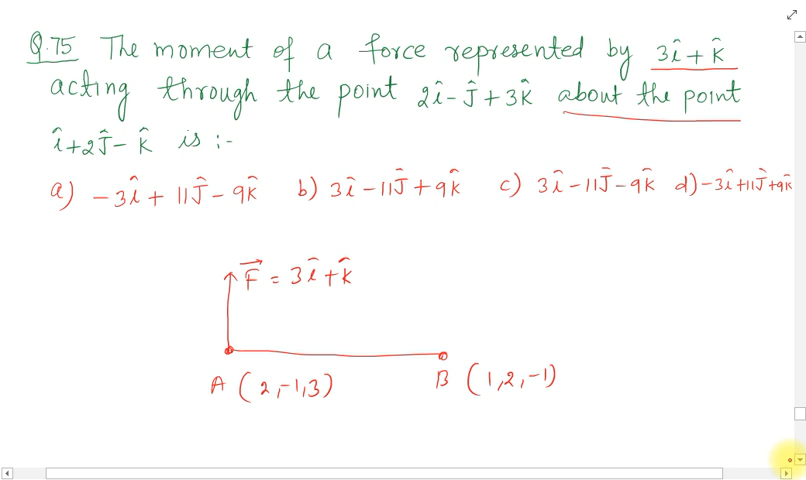 Q.75 The moment of a force represented by 3î + k̂
acting through the point 2î - ĵ + 3k̂ about the point
î + 2ĵ - k̂ is :-
a) -3î + 11ĵ - 9k̂ b) 3î - 11ĵ + 9k̂ c) 3î - 11ĵ - 9k̂ d) -3î + 11ĵ + 9k̂
F⃗ = 3î + k̂
A (2, -1, 3) B (1, 2, -1)